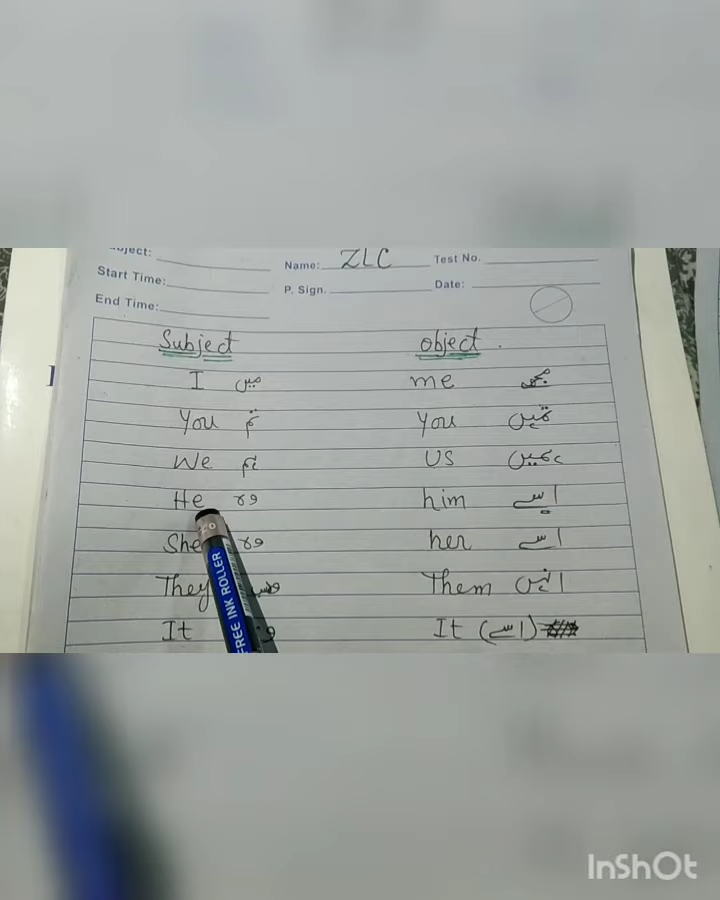 Subject:
Name: ZLC Test No.
Start Time:
P. Sign. Date:
End Time:
Subject object.
I میں me مجھ
You تم You تمہیں
We ہم US ہمیں
He وہ him اسے
She وہ her اسے
They Them انہیں
It وہ It (اسے)
FREE INK ROLLER
InShOt